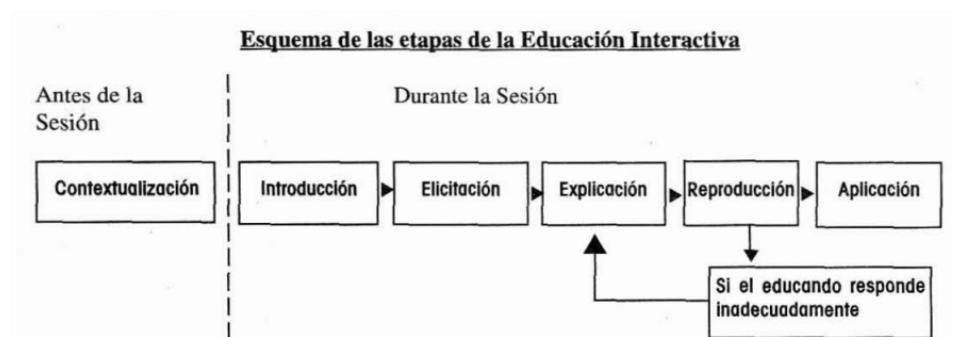 Esquema de las etapas de la Educación Interactiva
Antes de la
Sesión
Durante la Sesión
Contextualización
Introducción
Elicitación
Explicación
Reproducción
Aplicación
Si el educando responde
inadecuadamente